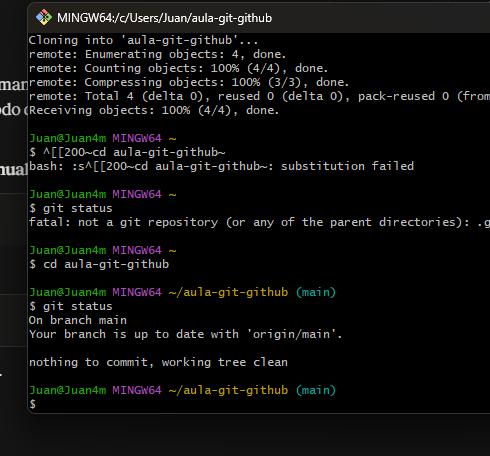 MINGW64:/c/Users/Juan/aula-git-github
Cloning into 'aula-git-github'...
remote: Enumerating objects: 4, done.
remote: Counting objects: 100% (4/4), done.
remote: Compressing objects: 100% (3/3), done.
remote: Total 4 (delta 0), reused 0 (delta 0), pack-reused 0 (from
Receiving objects: 100% (4/4), done.
Juan@Juan4m MINGW64 ~
$ ^[[200~cd aula-git-github~
bash: :s^[[200~cd aula-git-github~: substitution failed
Juan@Juan4m MINGW64 ~
$ git status
fatal: not a git repository (or any of the parent directories): .g
Juan@Juan4m MINGW64 ~
$ cd aula-git-github
Juan@Juan4m MINGW64 ~/aula-git-github (main)
$ git status
On branch main
Your branch is up to date with 'origin/main'.
nothing to commit, working tree clean
Juan@Juan4m MINGW64 ~/aula-git-github (main)
$